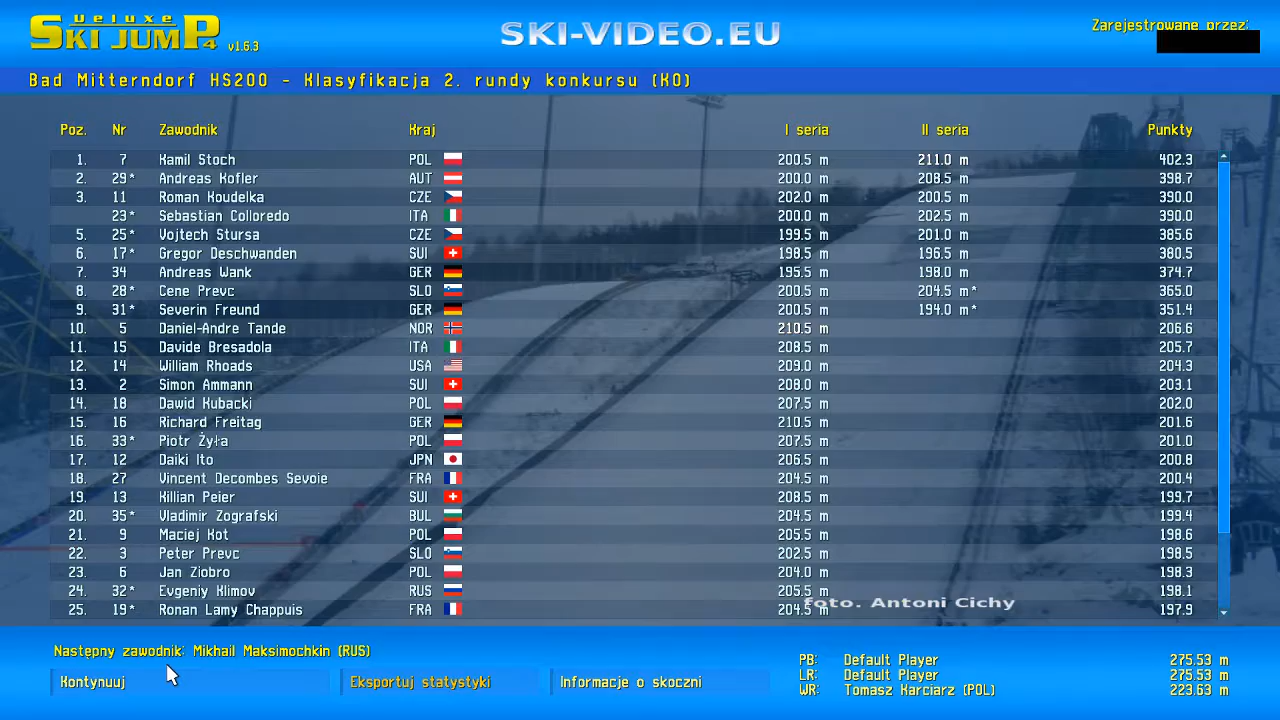 Deluxe
SKI JUMP 4 v1.6.3
SKI-VIDEO.EU
Zarejestrowane przez:
Bad Mitterndorf HS200 - Klasyfikacja 2. rundy konkursu (KO)
Poz. Nr Zawodnik Kraj I seria II seria Punkty
1. 7 Kamil Stoch POL 200.5 m 211.0 m 402.3
2. 29* Andreas Kofler AUT 200.0 m 208.5 m 398.7
3. 11 Roman Koudelka CZE 202.0 m 200.5 m 390.0
23* Sebastian Colloredo ITA 200.0 m 202.5 m 390.0
5. 25* Vojtech Stursa CZE 199.5 m 201.0 m 385.6
6. 17* Gregor Deschwanden SUI 198.5 m 196.5 m 380.5
7. 34 Andreas Wank GER 195.5 m 198.0 m 374.7
8. 28* Cene Prevc SLO 200.5 m 204.5 m* 365.0
9. 31* Severin Freund GER 200.5 m 194.0 m* 351.4
10. 5 Daniel-Andre Tande NOR 210.5 m 206.6
11. 15 Davide Bresadola ITA 208.5 m 205.7
12. 14 William Rhoads USA 209.0 m 204.3
13. 2 Simon Ammann SUI 208.0 m 203.1
14. 18 Dawid Kubacki POL 207.5 m 202.0
15. 16 Richard Freitag GER 210.5 m 201.6
16. 33* Piotr Żyła POL 207.5 m 201.0
17. 12 Daiki Ito JPN 206.5 m 200.8
18. 27 Vincent Decombes Sevoie FRA 204.5 m 200.4
19. 13 Killian Peier SUI 208.5 m 199.7
20. 35* Vladimir Zografski BUL 204.5 m 199.4
21. 9 Maciej Kot POL 205.5 m 198.6
22. 3 Peter Prevc SLO 202.5 m 198.5
23. 6 Jan Ziobro POL 204.0 m 198.3
24. 32* Evgeniy Klimov RUS 205.5 m 198.1
25. 19* Ronan Lamy Chappuis FRA 204.5 m 197.9
foto. Antoni Cichy
Następny zawodnik: Mikhail Maksimochkin (RUS)
Kontynuuj Eksportuj statystyki Informacje o skoczni
PB: Default Player 275.53 m
LR: Default Player 275.53 m
WR: Tomasz Karciarz (POL) 223.63 m